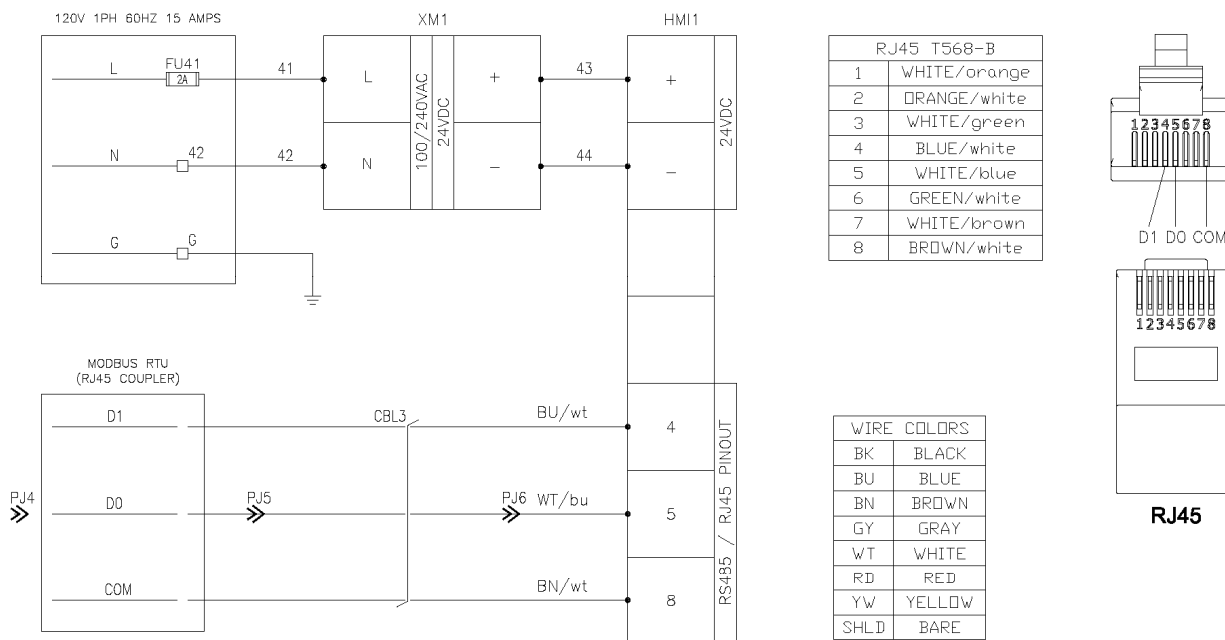 120V 1PH 60HZ 15 AMPS
XM1
HMI1
L
FU41
2A
41
L
+
43
+
N
42
42
N
-
44
-
100/240VAC
24VDC
24VDC
G
G
RJ45 T568-B
1 WHITE/orange
2 ORANGE/white
3 WHITE/green
4 BLUE/white
5 WHITE/blue
6 GREEN/white
7 WHITE/brown
8 BROWN/white
12345678
D1 D0 COM
12345678
RJ45
MODBUS RTU
(RJ45 COUPLER)
D1
CBL3
BU/wt
4
PJ4
D0
PJ5
PJ6
WT/bu
5
COM
BN/wt
8
RS485 / RJ45 PINOUT
WIRE COLORS
BK BLACK
BU BLUE
BN BROWN
GY GRAY
WT WHITE
RD RED
YW YELLOW
SHLD BARE